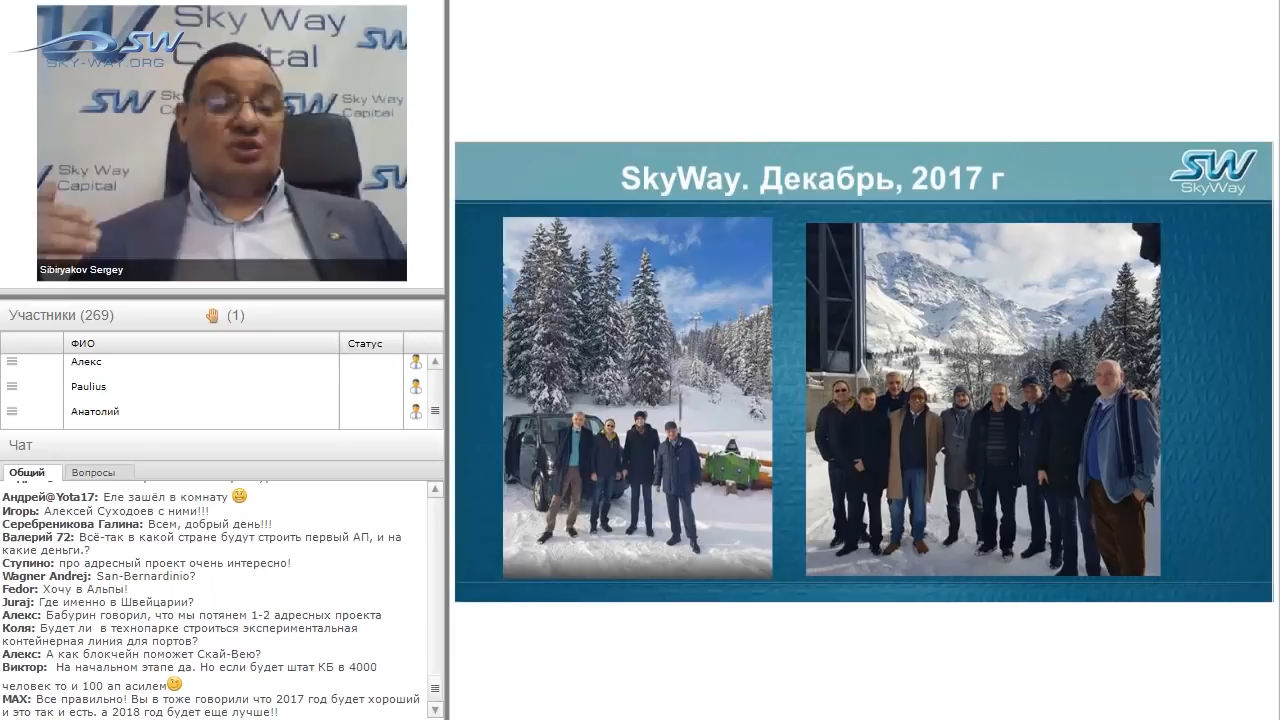 Sky Way
Capital
SW
SW
SKY-WAY.ORG
SW
SW
Sky Way
Capital
Sky Way
Capital
SW
Sibiryakov Sergey
Участники (269)
(1)
ФИО
Статус
Алекс
Paulius
Анатолий
Чат
Общий
Вопросы
Андрей@Yota17: Еле зашёл в комнату
Игорь: Алексей Суходоев с ними!!!
Серебреникова Галина: Всем, добрый день!!!
Валерий 72: Всё-так в какой стране будут строить первый АП, и на
какие деньги.?
Ступино: про адресный проект очень интересно!
Wagner Andrej: San-Bernardinio?
Fedor: Хочу в Альпы!
Juraj: Где именно в Швейцарии?
Алекс: Бабурин говорил, что мы потянем 1-2 адресных проекта
Коля: Будет ли в технопарке строиться экспериментальная
контейнерная линия для портов?
Алекс: А как блокчейн поможет Скай-Вею?
Виктор: На начальном этапе да. Но если будет штат КБ в 4000
человек то и 100 ап асилем
MAX: Все правильно! Вы в тоже говорили что 2017 год будет хороший
и это так и есть. а 2018 год будет еще лучше!!
SkyWay. Декабрь, 2017 г
SW
SkyWay